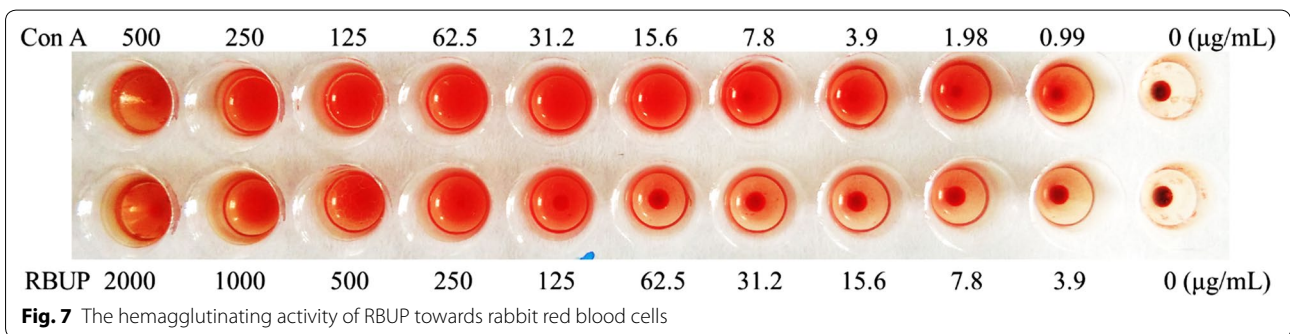 Con A 500 250 125 62.5 31.2 15.6 7.8 3.9 1.98 0.99 0 (µg/mL)
RBUP 2000 1000 500 250 125 62.5 31.2 15.6 7.8 3.9 0 (µg/mL)
Fig. 7 The hemagglutinating activity of RBUP towards rabbit red blood cells